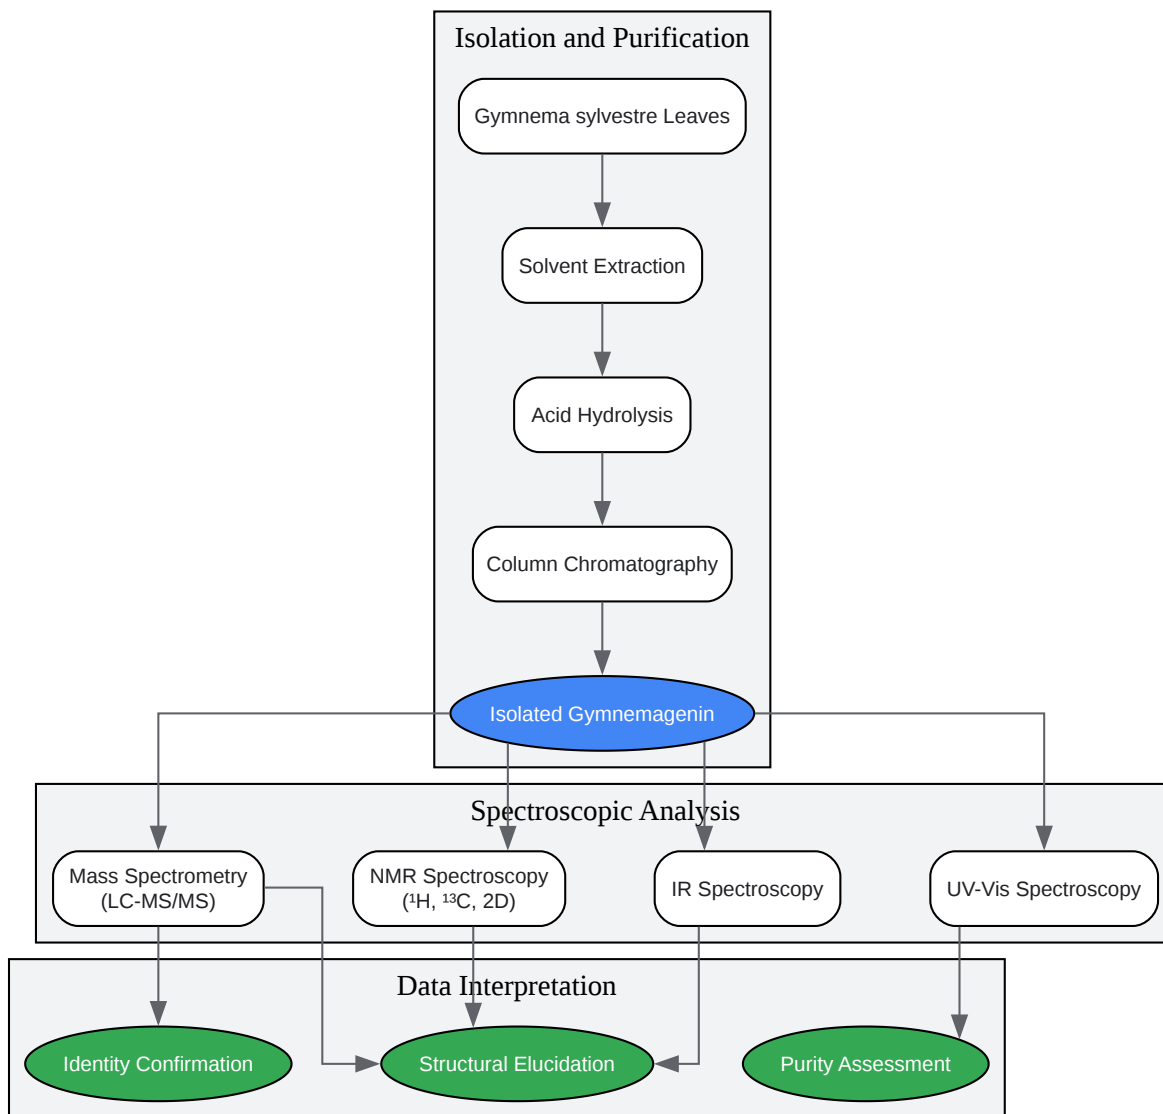 Isolation and Purification
Gymnema sylvestre Leaves
Solvent Extraction
Acid Hydrolysis
Column Chromatography
Isolated Gymnemagenin
Spectroscopic Analysis
Mass Spectrometry
(LC-MS/MS)
NMR Spectroscopy
(¹H, ¹³C, 2D)
IR Spectroscopy
UV-Vis Spectroscopy
Data Interpretation
Identity Confirmation
Structural Elucidation
Purity Assessment